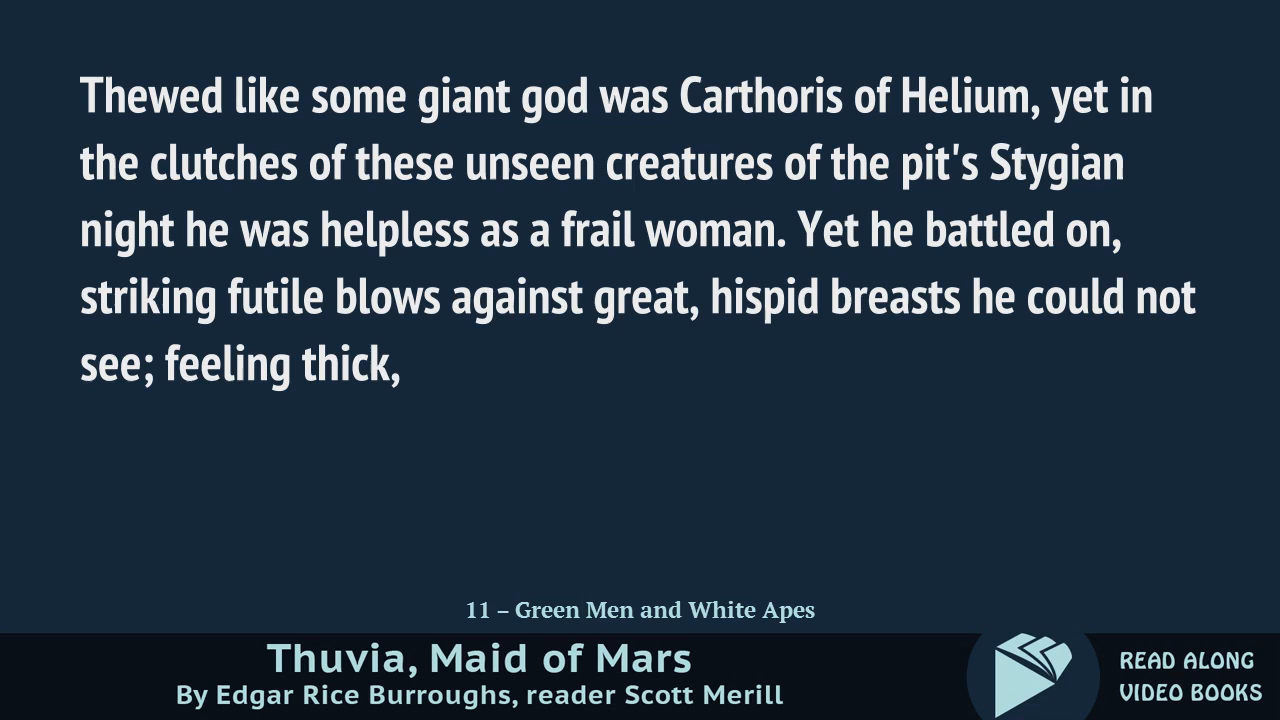 Thewed like some giant god was Carthoris of Helium, yet in
the clutches of these unseen creatures of the pit's Stygian
night he was helpless as a frail woman. Yet he battled on,
striking futile blows against great, hispid breasts he could not
see; feeling thick,
11 – Green Men and White Apes
Thuvia, Maid of Mars
By Edgar Rice Burroughs, reader Scott Merill
READ ALONG
VIDEO BOOKS